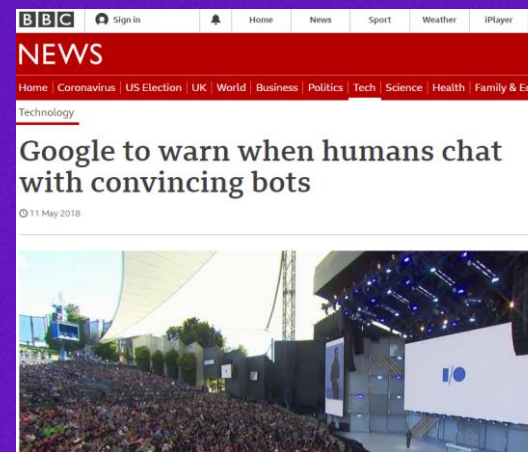 BBC Sign in Home News Sport Weather iPlayer
NEWS
Home Coronavirus US Election UK World Business Politics Tech Science Health Family &
Technology
Google to warn when humans chat
with convincing bots
11 May 2018
I/O